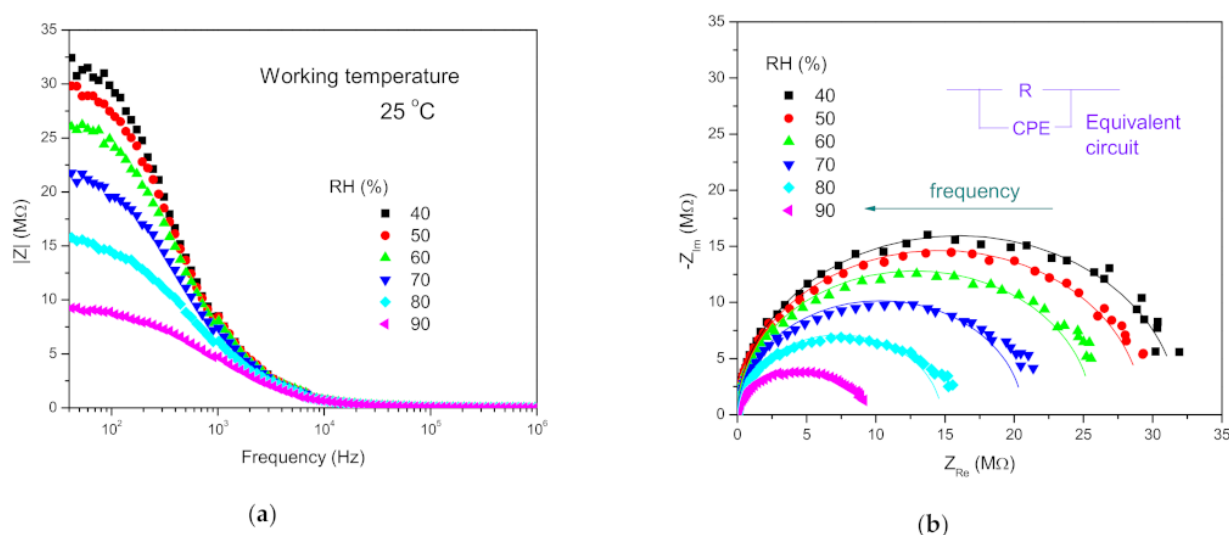 35
30
25
20
15
10
5
0
|Z| (MΩ)
Working temperature
25 °C
RH (%)
40
50
60
70
80
90
10²
10³
10⁴
10⁵
10⁶
Frequency (Hz)
(a)
35
30
25
20
15
10
5
0
-Z_Im (MΩ)
RH (%)
40
50
60
70
80
90
R
CPE
Equivalent
circuit
frequency
0
5
10
15
20
25
30
35
Z_Re (MΩ)
(b)